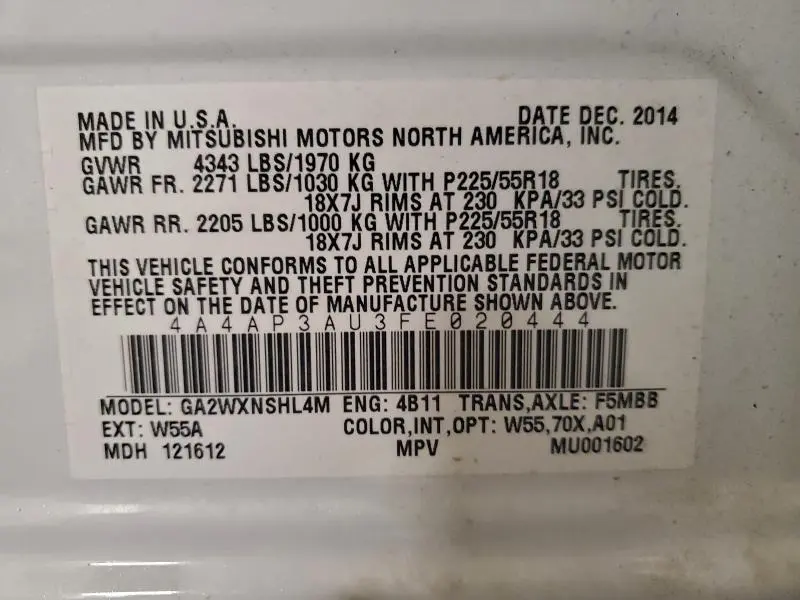 MADE IN U.S.A. DATE DEC. 2014
MFD BY MITSUBISHI MOTORS NORTH AMERICA, INC.
GVWR 4343 LBS/1970 KG
GAWR FR. 2271 LBS/1030 KG WITH P225/55R18 TIRES.
18X7J RIMS AT 230 KPA/33 PSI COLD.
GAWR RR. 2205 LBS/1000 KG WITH P225/55R18 TIRES.
18X7J RIMS AT 230 KPA/33 PSI COLD.
THIS VEHICLE CONFORMS TO ALL APPLICABLE FEDERAL MOTOR
VEHICLE SAFETY AND THEFT PREVENTION STANDARDS IN
EFFECT ON THE DATE OF MANUFACTURE SHOWN ABOVE.
4A4AP3AU3FE020444
MODEL: GA2WXNSHL4M ENG: 4B11 TRANS,AXLE: F5MBB
EXT: W55A COLOR,INT,OPT: W55,70X,A01
MDH 121612 MPV MU001602